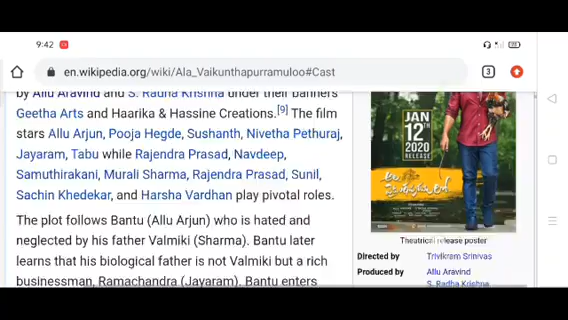 9:42
en.wikipedia.org/wiki/Ala_Vaikunthapurramuloo#Cast
3
by Allu Aravind and S. Radha Krishna under their banners
Geetha Arts and Haarika & Hassine Creations.[9] The film
stars Allu Arjun, Pooja Hegde, Sushanth, Nivetha Pethuraj,
Jayaram, Tabu while Rajendra Prasad, Navdeep,
Samuthirakani, Murali Sharma, Rajendra Prasad, Sunil,
Sachin Khedekar, and Harsha Vardhan play pivotal roles.
The plot follows Bantu (Allu Arjun) who is hated and
neglected by his father Valmiki (Sharma). Bantu later
learns that his biological father is not Valmiki but a rich
businessman, Ramachandra (Jayaram). Bantu enters
JAN
12TH
2020
RELEASE
అల
వైకుంఠపురములో
Theatrical release poster
Directed by Trivikram Srinivas
Produced by Allu Aravind
S. Radha Krishna